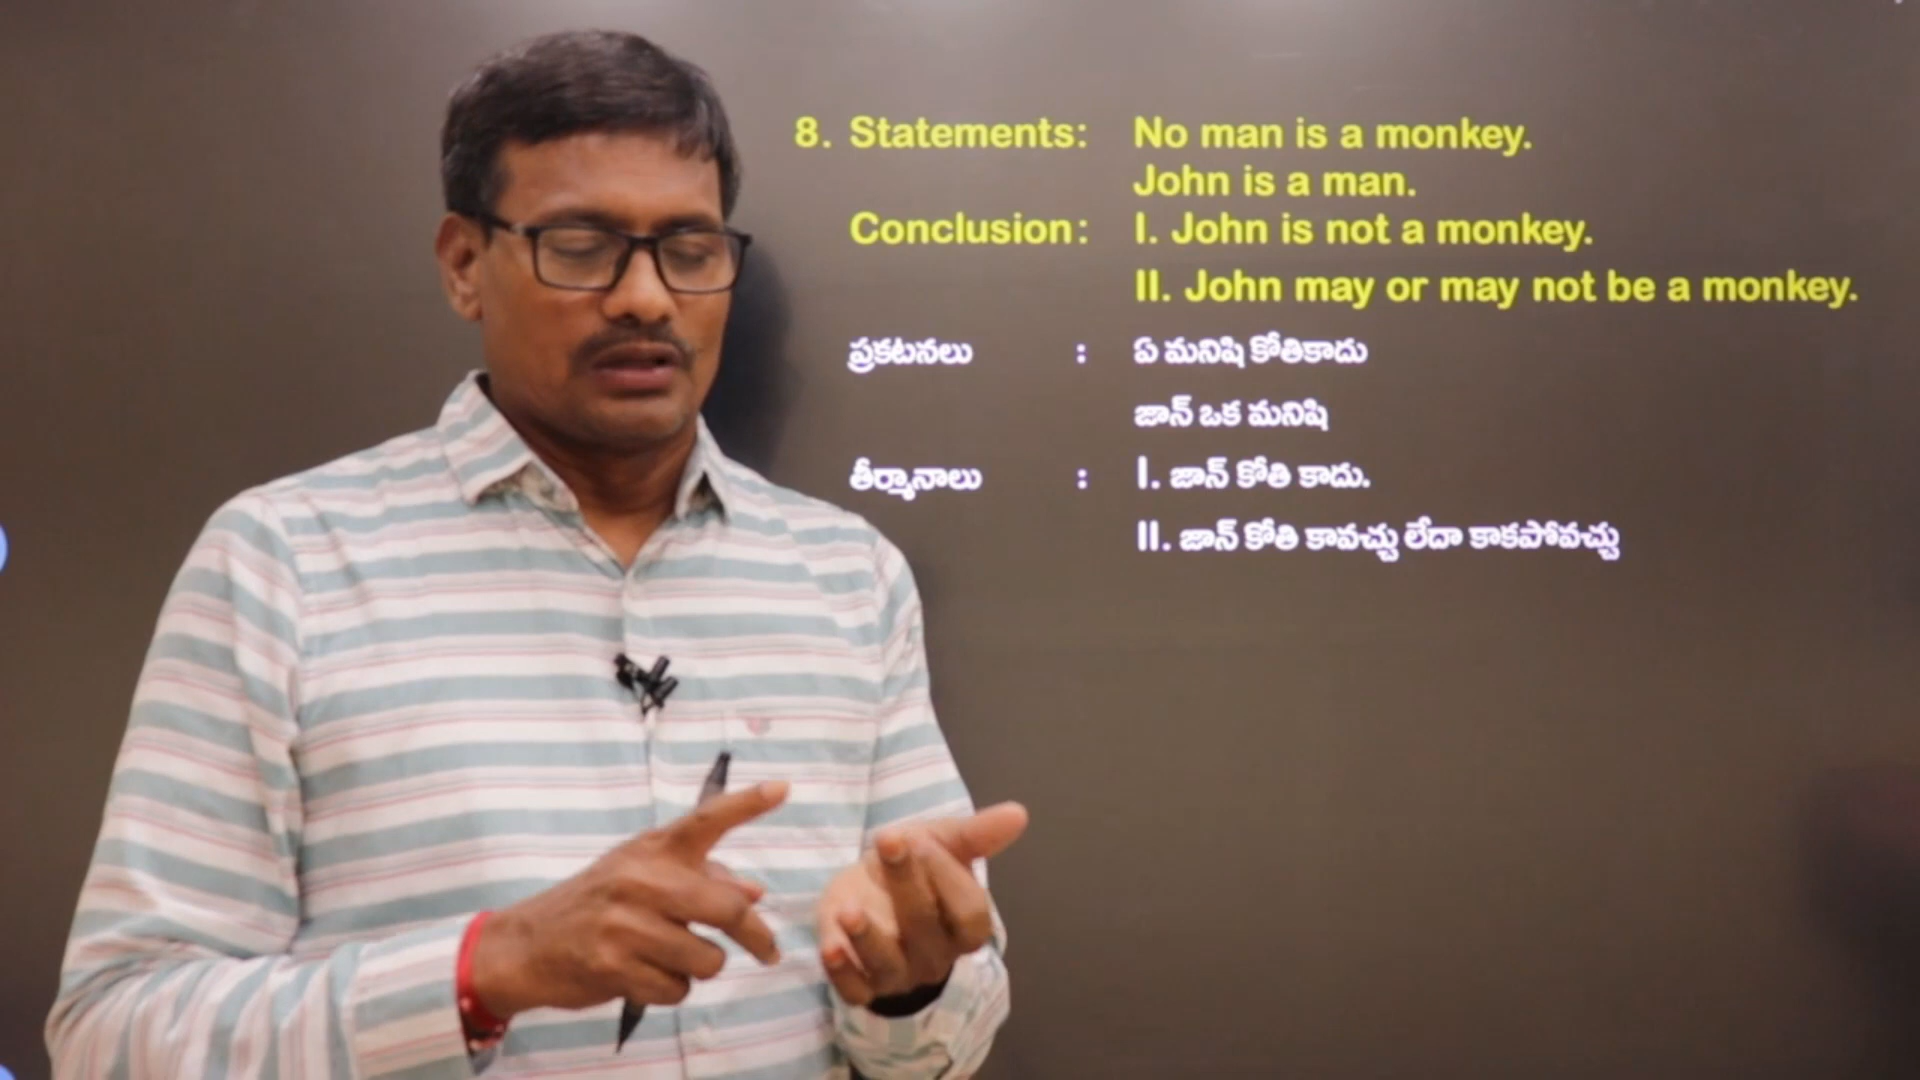 8. Statements: No man is a monkey.
John is a man.
Conclusion: I. John is not a monkey.
II. John may or may not be a monkey.
ప్రకటనలు : ఏ మనిషి కోతికాదు
జాన్ ఒక మనిషి
తీర్మానాలు : I. జాన్ కోతి కాదు.
II. జాన్ కోతి కావచ్చు లేదా కాకపోవచ్చు